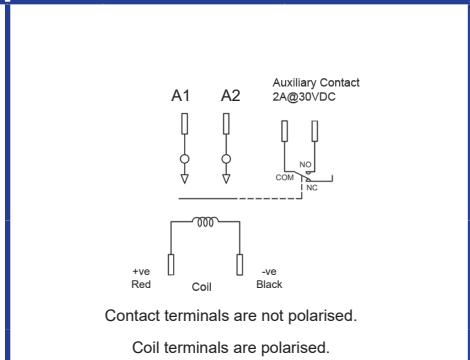 Auxiliary Contact
A1 A2 2A@30VDC
NO
COM
NC
+ve -ve
Red Coil Black
Contact terminals are not polarised.
Coil terminals are polarised.